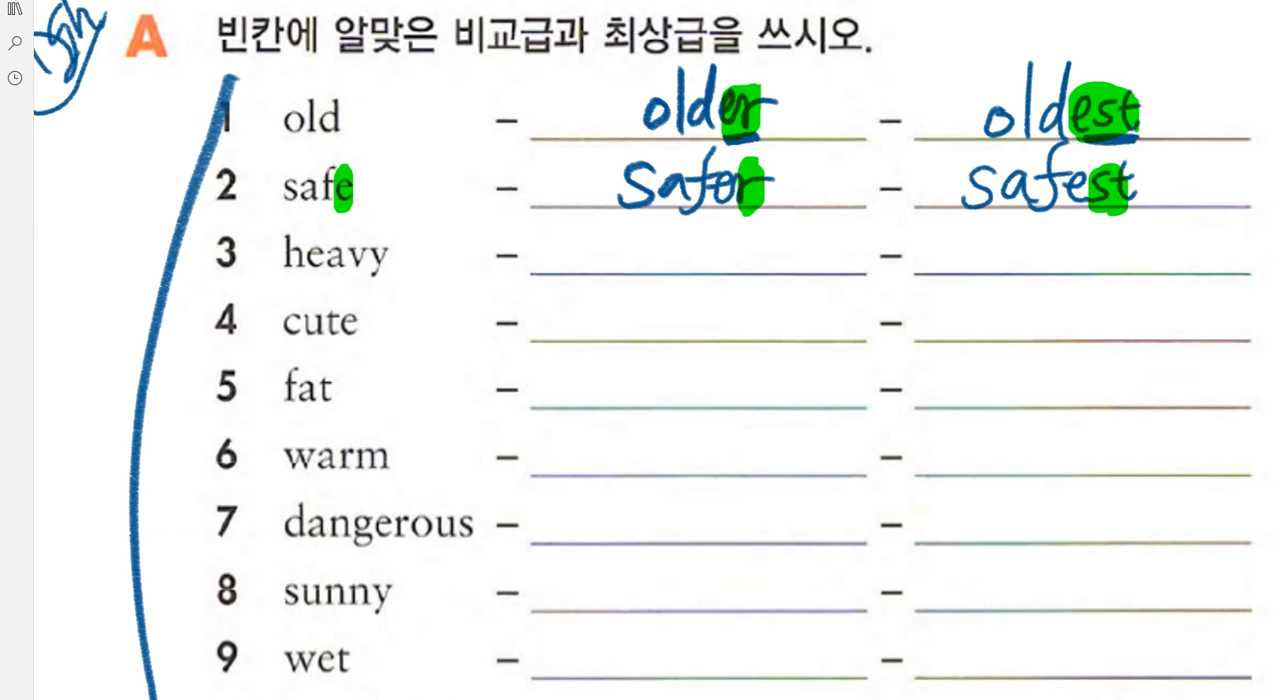 A 빈칸에 알맞은 비교급과 최상급을 쓰시오.
1 old - older - oldest
2 safe - safer - safest
3 heavy - -
4 cute - -
5 fat - -
6 warm - -
7 dangerous - -
8 sunny - -
9 wet - -